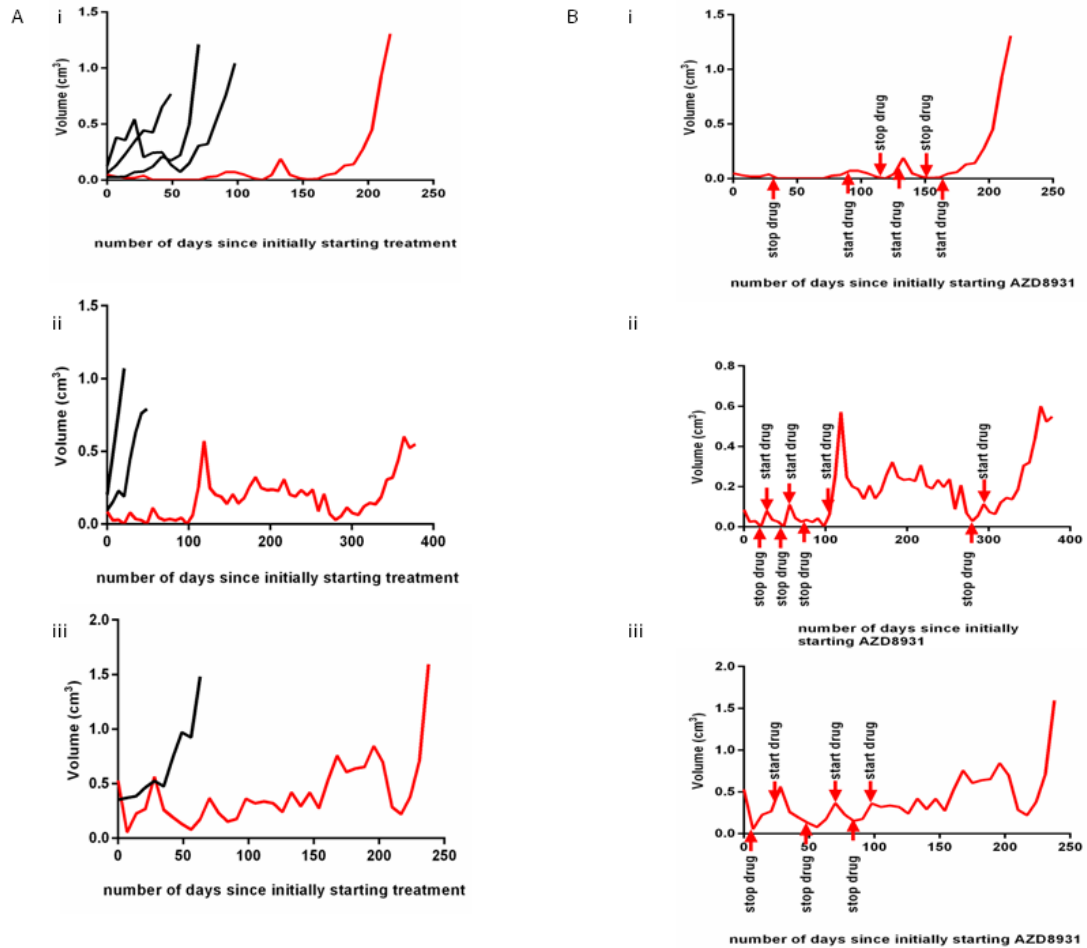 A
i
1.5
1.0
0.5
0.0
Volume (cm³)
0
50
100
150
200
250
number of days since initially starting treatment
ii
1.5
1.0
0.5
0.0
Volume (cm³)
0
100
200
300
400
number of days since initially starting treatment
iii
2.0
1.5
1.0
0.5
0.0
Volume (cm³)
0
50
100
150
200
250
number of days since initially starting treatment
B
i
1.5
1.0
0.5
0.0
Volume (cm³)
stop drug
stop drug
0
50
100
150
200
250
stop drug
start drug
start drug
start drug
number of days since initially starting AZD8931
ii
0.8
0.6
0.4
0.2
0.0
Volume (cm³)
start drug
start drug
start drug
start drug
0
100
200
300
400
stop drug
stop drug
stop drug
stop drug
number of days since initially
starting AZD8931
iii
2.0
1.5
1.0
0.5
0.0
Volume (cm³)
start drug
start drug
start drug
0
50
100
150
200
250
stop drug
stop drug
stop drug
number of days since initially starting AZD8931